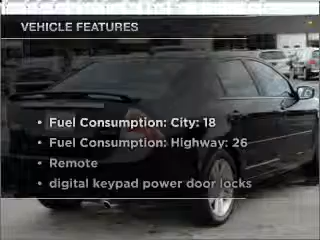 VEHICLE FEATURES
• Fuel Consumption: City: 18
• Fuel Consumption: Highway: 26
• Remote
• digital keypad power door locks